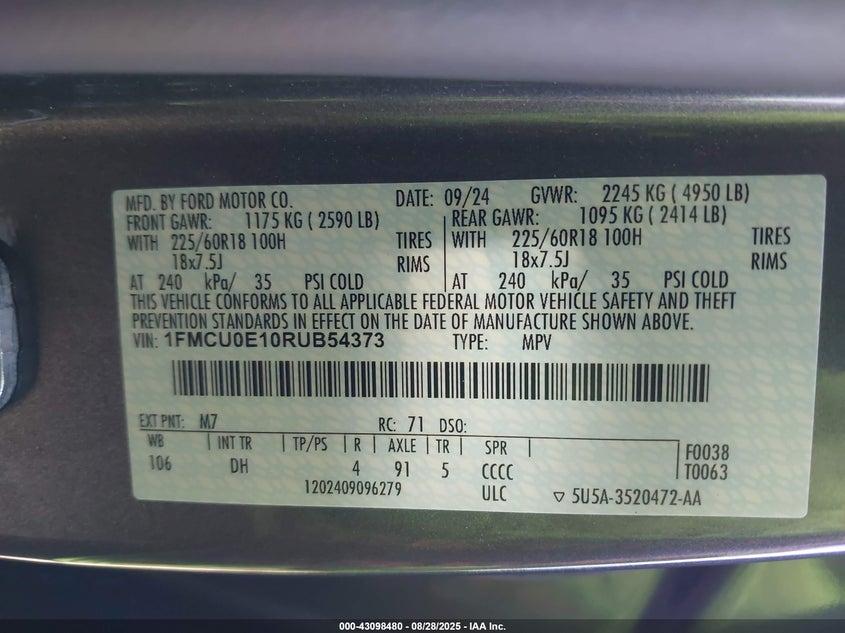 MFD. BY FORD MOTOR CO. DATE: 09/24 GVWR: 2245 KG ( 4950 LB)
FRONT GAWR: 1175 KG ( 2590 LB) REAR GAWR: 1095 KG ( 2414 LB)
WITH 225/60R18 100H TIRES WITH 225/60R18 100H TIRES
18x7.5J RIMS 18x7.5J RIMS
AT 240 kPa/ 35 PSI COLD AT 240 kPa/ 35 PSI COLD
THIS VEHICLE CONFORMS TO ALL APPLICABLE FEDERAL MOTOR VEHICLE SAFETY AND THEFT
PREVENTION STANDARDS IN EFFECT ON THE DATE OF MANUFACTURE SHOWN ABOVE.
VIN: 1FMCU0E10RUB54373 TYPE: MPV
EXT PNT: M7 RC: 71 DSO:
WB INT TR TP/PS R AXLE TR SPR F0038
106 DH 4 91 5 CCCC T0063
1202409096279 ULC ▽ 5U5A-3520472-AA
000-43098480 - 08/28/2025 - IAA Inc.